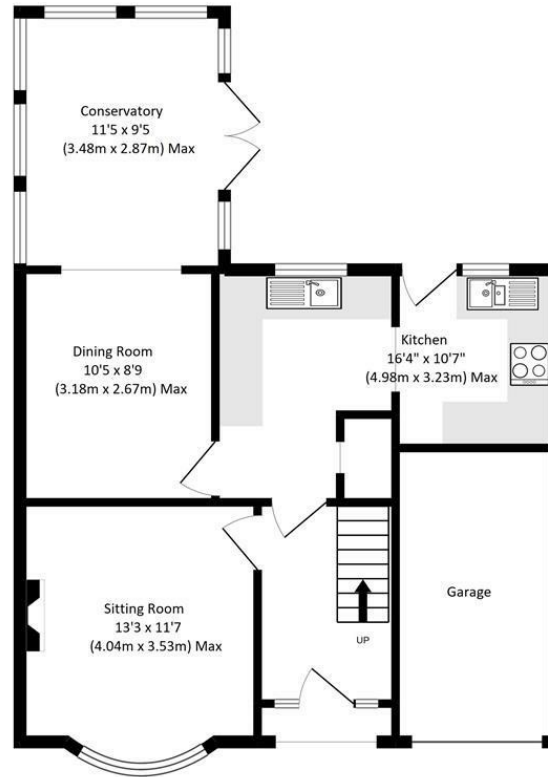 Conservatory
11'5 x 9'5
(3.48m x 2.87m) Max
Kitchen
16'4" x 10'7"
(4.98m x 3.23m) Max
Dining Room
10'5 x 8'9
(3.18m x 2.67m) Max
Garage
Sitting Room
13'3 x 11'7
(4.04m x 3.53m) Max
UP